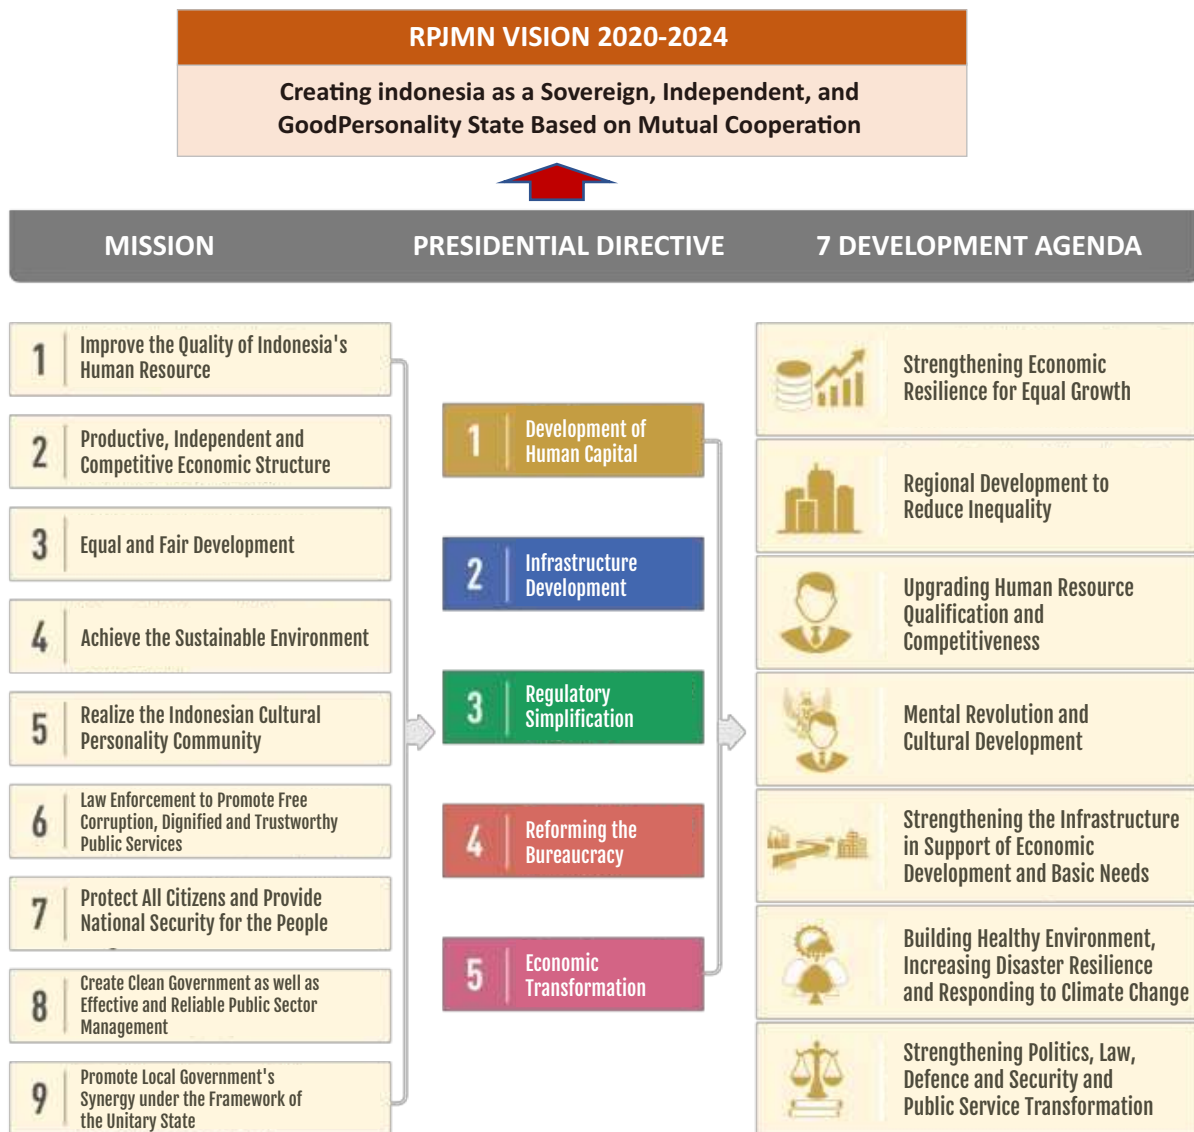 RPJMN VISION 2020-2024
Creating indonesia as a Sovereign, Independent, and
GoodPersonality State Based on Mutual Cooperation
MISSION
PRESIDENTIAL DIRECTIVE
7 DEVELOPMENT AGENDA
1
Improve the Quality of Indonesia's
Human Resource
2
Productive, Independent and
Competitive Economic Structure
3
Equal and Fair Development
4
Achieve the Sustainable Environment
5
Realize the Indonesian Cultural
Personality Community
6
Law Enforcement to Promote Free
Corruption, Dignified and Trustworthy
Public Services
7
Protect All Citizens and Provide
National Security for the People
8
Create Clean Government as well as
Effective and Reliable Public Sector
Management
9
Promote Local Government's
Synergy under the Framework of
the Unitary State
1
Development of
Human Capital
2
Infrastructure
Development
3
Regulatory
Simplification
4
Reforming the
Bureaucracy
5
Economic
Transformation
Strengthening Economic
Resilience for Equal Growth
Regional Development to
Reduce Inequality
Upgrading Human Resource
Qualification and
Competitiveness
Mental Revolution and
Cultural Development
Strengthening the Infrastructure
in Support of Economic
Development and Basic Needs
Building Healthy Environment,
Increasing Disaster Resilience
and Responding to Climate Change
Strengthening Politics, Law,
Defence and Security and
Public Service Transformation